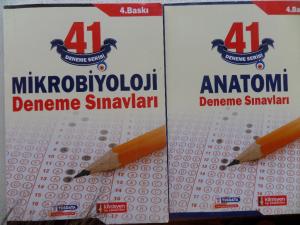 4.Baskı
41
DENEME SERİSİ
MİKROBİYOLOJİ
Deneme Sınavları
4.Baskı
41
DENEME SERİSİ
ANATOMİ
Deneme Sınavları